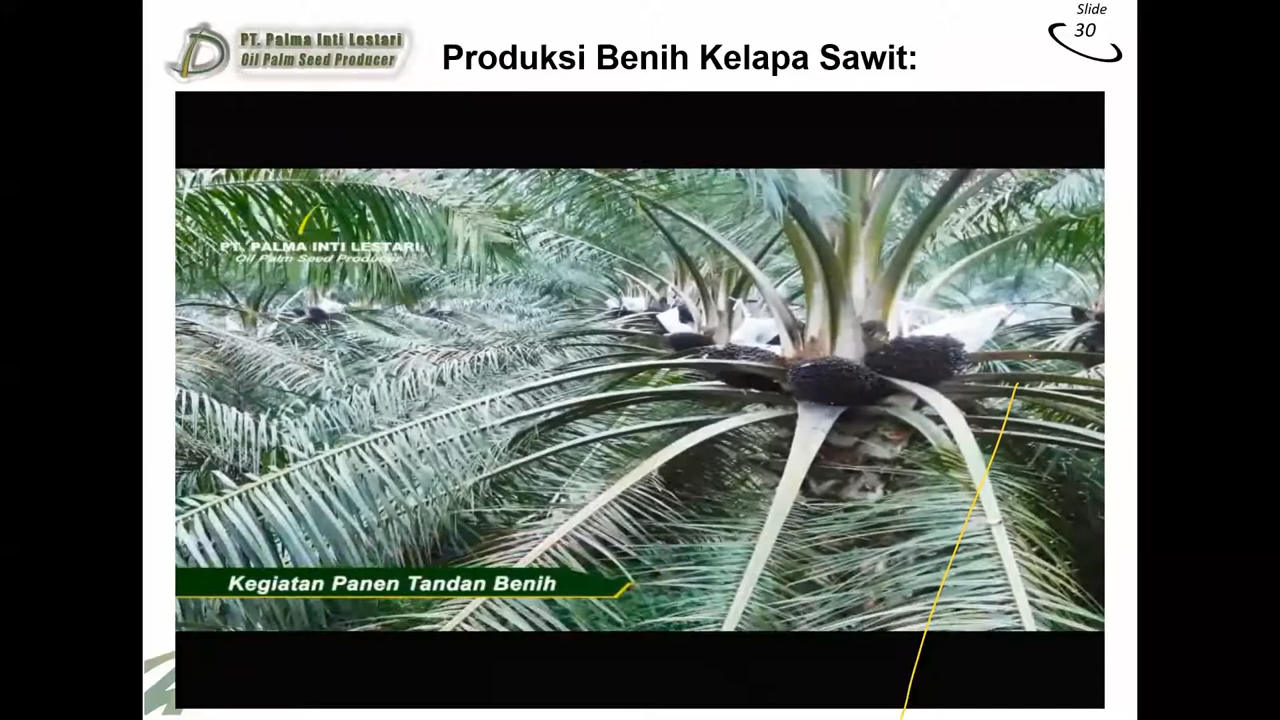 PT. Palma Inti Lestari
Oil Palm Seed Producer
Produksi Benih Kelapa Sawit:
Slide
30
PT. PALMA INTI LESTARI
Oil Palm Seed Producer
Kegiatan Panen Tandan Benih